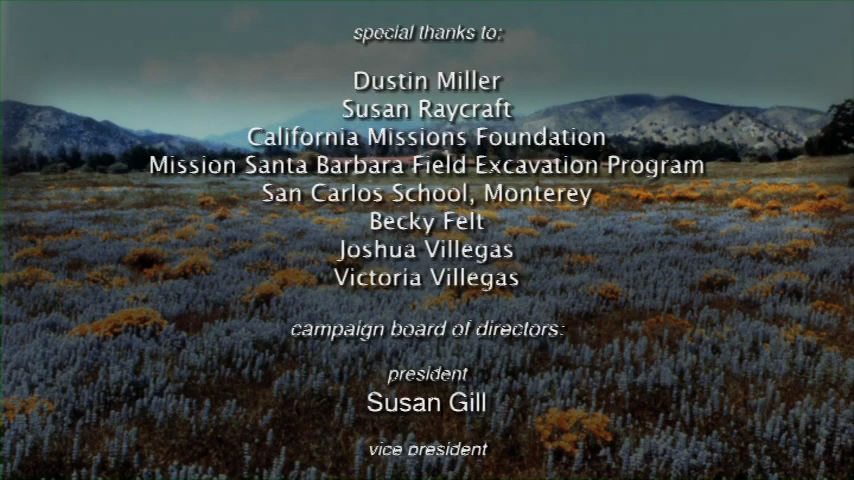 special thanks to:
Dustin Miller
Susan Raycraft
California Missions Foundation
Mission Santa Barbara Field Excavation Program
San Carlos School, Monterey
Becky Felt
Joshua Villegas
Victoria Villegas
campaign board of directors:
president
Susan Gill
vice president